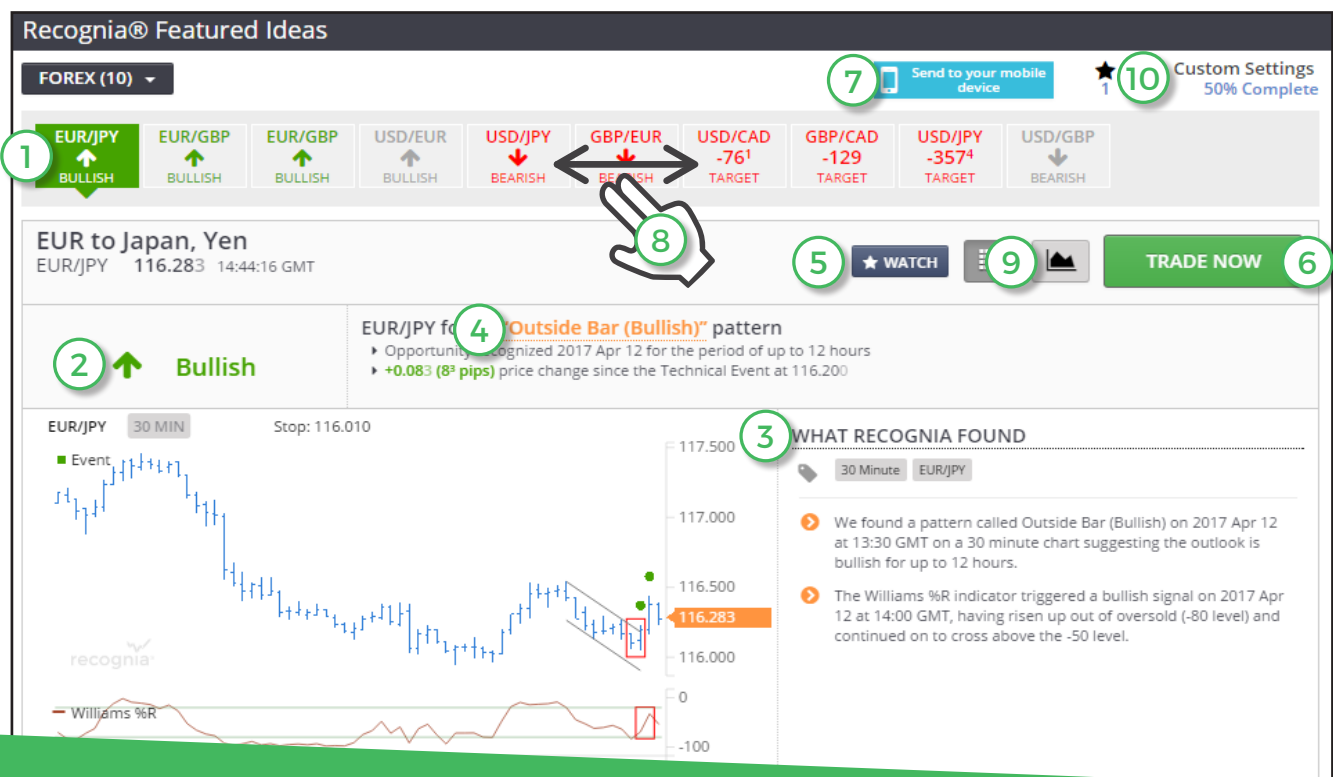 Recognia® Featured Ideas
FOREX (10)
7
Send to your mobile
device
1
10
Custom Settings
50% Complete
1
EUR/JPY
BULLISH
EUR/GBP
BULLISH
EUR/GBP
BULLISH
USD/EUR
BULLISH
USD/JPY
BEARISH
GBP/EUR
BEARISH
USD/CAD
-76¹
TARGET
GBP/CAD
-129
TARGET
USD/JPY
-357⁴
TARGET
USD/GBP
BEARISH
8
EUR to Japan, Yen
EUR/JPY 116.283 14:44:16 GMT
5
WATCH
9
TRADE NOW
6
2
Bullish
EUR/JPY 4 "Outside Bar (Bullish)" pattern
Opportunity recognized 2017 Apr 12 for the period of up to 12 hours
+0.083 (8³ pips) price change since the Technical Event at 116.200
EUR/JPY 30 MIN Stop: 116.010
Event
117.500
117.000
116.500
116.283
116.000
recognia
Williams %R
0
-100
3
WHAT RECOGNIA FOUND
30 Minute EUR/JPY
We found a pattern called Outside Bar (Bullish) on 2017 Apr 12
at 13:30 GMT on a 30 minute chart suggesting the outlook is
bullish for up to 12 hours.
The Williams %R indicator triggered a bullish signal on 2017 Apr
12 at 14:00 GMT, having risen up out of oversold (-80 level) and
continued on to cross above the -50 level.